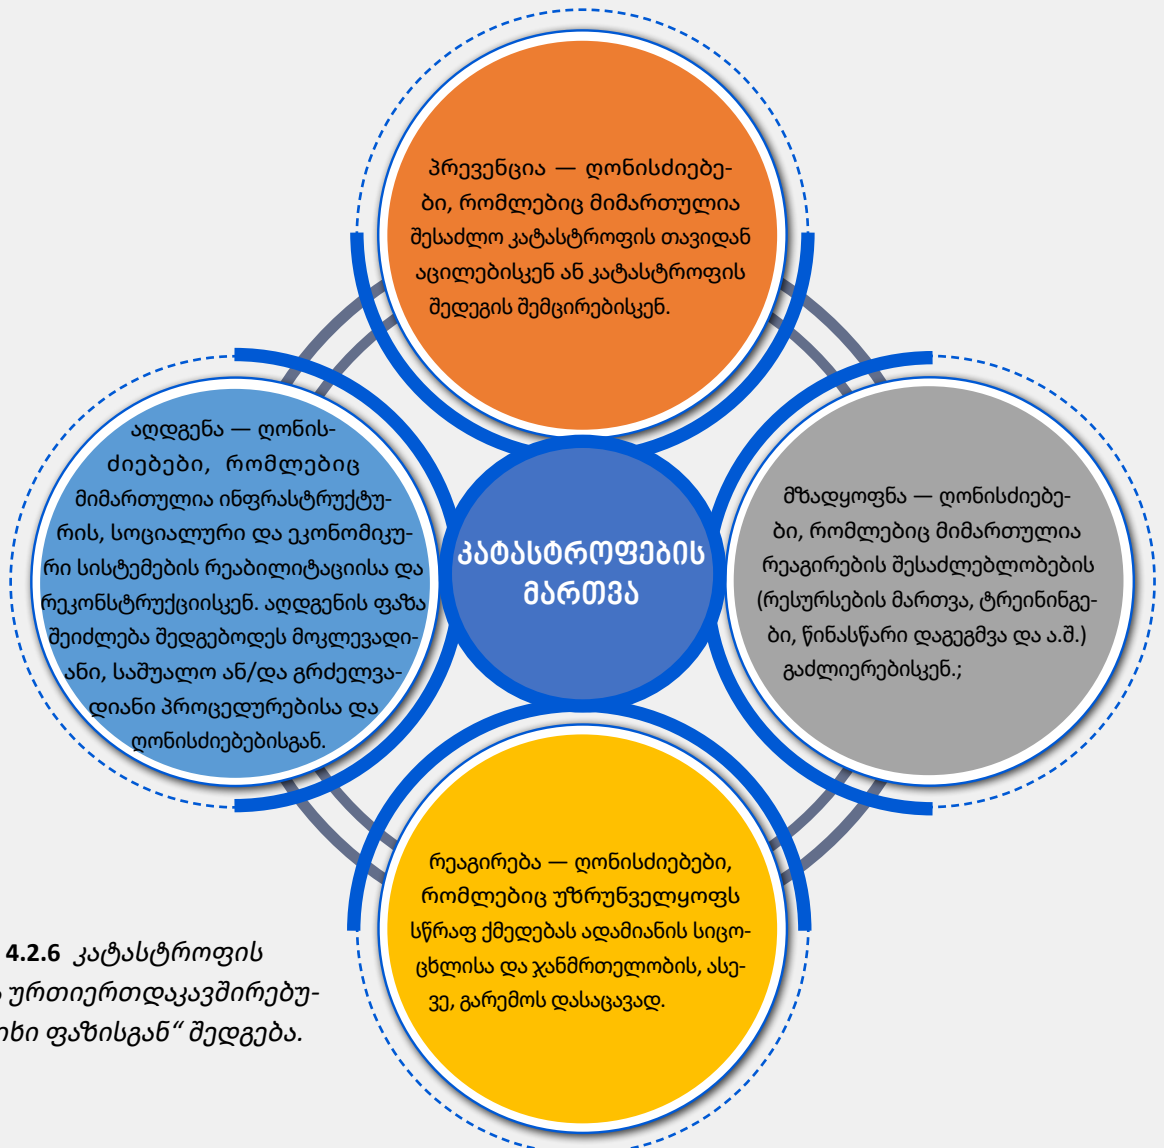 პრევენცია — ღონისძიებე-
ბი, რომლებიც მიმართულია
შესაძლო კატასტროფის თავიდან
აცილებისკენ ან კატასტროფის
შედეგის შემცირებისკენ.
აღდგენა — ღონის-
ძიებები, რომლებიც
მიმართულია ინფრასტრუქტუ-
რის, სოციალური და ეკონომიკუ-
რი სისტემების რეაბილიტაციისა და
რეკონსტრუქციისკენ. აღდგენის ფაზა
შეიძლება შედგებოდეს მოკლევადი-
ანი, საშუალო ან/და გრძელვა-
დიანი პროცედურებისა და
ღონისძიებებისგან.
კატასტროფების
მართვა
მზადყოფნა — ღონისძიებე-
ბი, რომლებიც მიმართულია
რეაგირების შესაძლებლობების
(რესურსების მართვა, ტრეინინგე-
ბი, წინასწარი დაგეგმვა და ა.შ.)
გაძლიერებისკენ.;
რეაგირება — ღონისძიებები,
რომლებიც უზრუნველყოფს
სწრაფ ქმედებას ადამიანის სიცო-
ცხლისა და ჯანმრთელობის, ასე-
ვე, გარემოს დასაცავად.
4.2.6 კატასტროფის
ურთიერთდაკავშირებუ-
ფაზისგან“ შედგება.